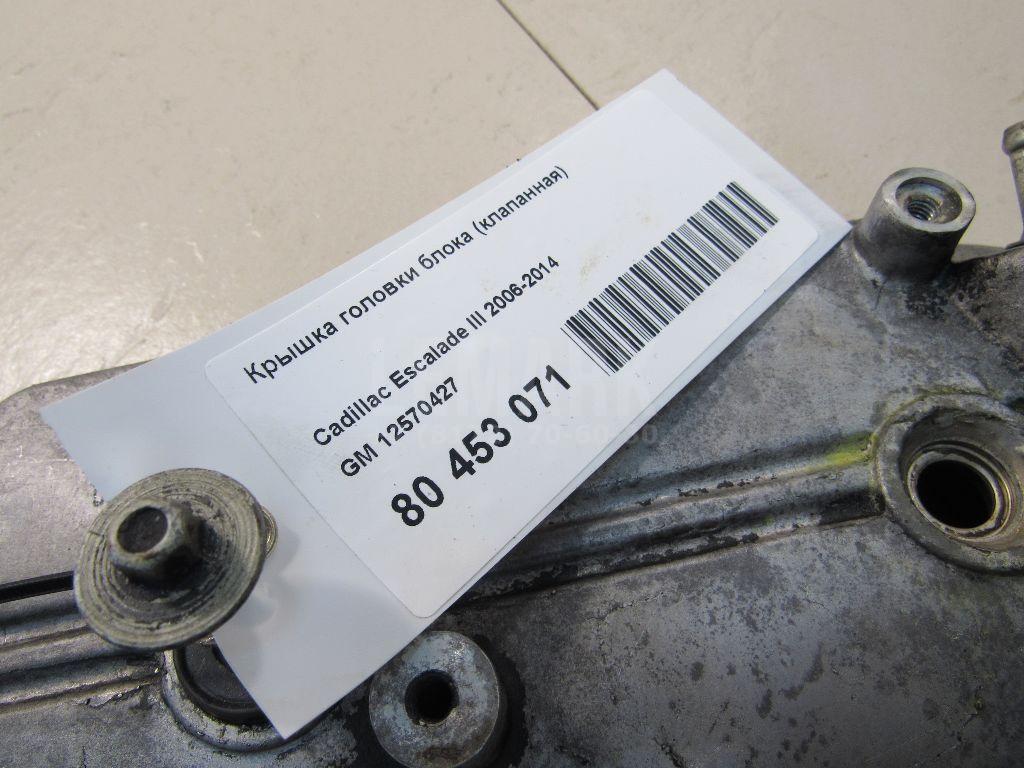 Крышка головки блока (клапанная)
Cadillac Escalade III 2006-2014
GM 12570427
80 453 071